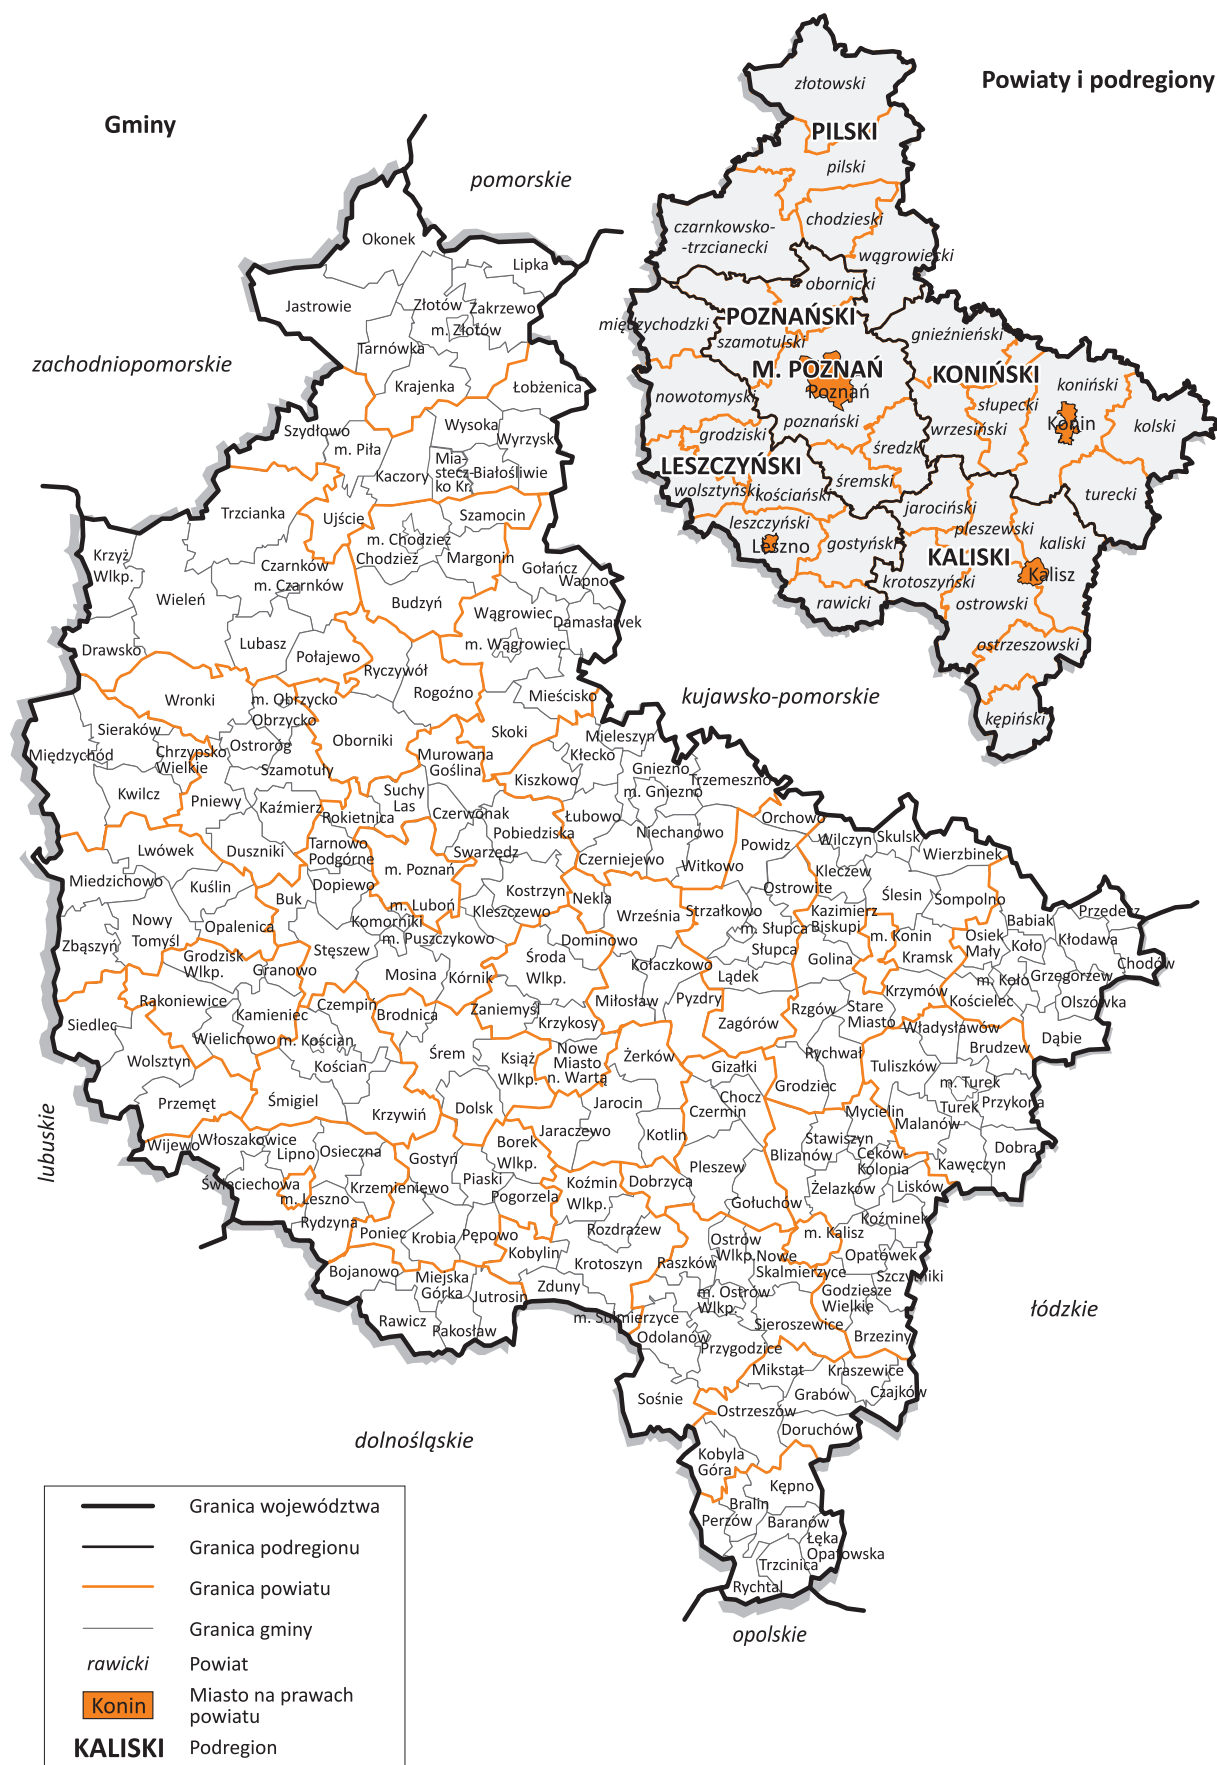 Gminy
Powiaty i podregiony
złotowski
PILSKI
pilski
czarnkowsko-
-trzcianecki
chodzieski
wągrowiecki
obornicki
międzychodzki
POZNAŃSKI
szamotulski
gnieźnieński
M. POZNAŃ
Poznań
KONIŃSKI
koniński
nowotomyski
słupecki
Konin
kolski
grodziski
poznański
wrzesiński
średzki
LESZCZYŃSKI
wolsztyński
kościański
śremski
jarociński
turecki
leszczyński
Leszno
gostyński
pleszewski
kaliski
KALISKI
krotoszyński
Kalisz
rawicki
ostrowski
ostrzeszowski
kępiński
pomorskie
zachodniopomorskie
kujawsko-pomorskie
lubuskie
łódzkie
dolnośląskie
opolskie
Okonek
Lipka
Jastrowie
Złotów
Zakrzewo
m. Złotów
Tarnówka
Krajenka
Łobżenica
Szydłowo
m. Piła
Wysoka
Wyrzysk
Kaczory
Mia-
stecz-
ko Kr.
Białośliwie
Trzcianka
Ujście
Szamocin
m. Chodzież
Chodzież
Margonin
Krzyż
Wlkp.
Czarnków
m. Czarnków
Gołańcz
Wapno
Wieleń
Budzyń
Wągrowiec
Damasławek
m. Wągrowiec
Drawsko
Lubasz
Połajewo
Ryczywół
Rogoźno
Mieścisko
Wronki
m. Obrzycko
Obrzycko
Sieraków
Ostroróg
Oborniki
Skoki
Mieleszyn
Międzychód
Chrzypsko
Wielkie
Szamotuły
Murowana
Goślina
Kłecko
Kiszkowo
Gniezno
m. Gniezno
Trzemeszno
Kwilcz
Pniewy
Kaźmierz
Suchy
Las
Rokietnica
Czerwonak
Łubowo
Orchowo
Pobiedziska
Niechanowo
Lwówek
Duszniki
Tarnowo
Podgórne
m. Poznań
Swarzędz
Czerniejewo
Witkowo
Powidz
Wilczyn
Skulsk
Wierzbinek
Miedzichowo
Kuślin
Buk
Dopiewo
Kostrzyn
Nekla
Ostrowite
Kleczew
Ślesin
Sompolno
m. Luboń
Kleszczewo
Września
Strzałkowo
Kazimierz
Biskupi
Nowy
Tomyśl
Opalenica
Komorniki
m. Puszczykowo
Dominowo
m. Słupca
Słupca
m. Konin
Osiek
Mały
Babiak
Przedecz
Zbąszyń
Grodzisk
Wlkp.
Granowo
Stęszew
Środa
Wlkp.
Kołaczkowo
Golina
Kramsk
Koło
Kłodawa
Chodów
Mosina
Kórnik
Lądek
m. Koło
Grzegorzew
Rakoniewice
Czempiń
Brodnica
Zaniemyśl
Miłosław
Pyzdry
Krzymów
Kościelec
Olszówka
Siedlec
Kamieniec
Krzykosy
Zagórów
Rzgów
Stare
Miasto
Władysławów
Wielichowo
m. Kościan
Kościan
Śrem
Książ
Wlkp.
Nowe
Miasto
n. Wartą
Żerków
Rychwał
Brudzew
Dąbie
Wolsztyn
Gizałki
Grodziec
Tuliszków
m. Turek
Turek
Przykona
Przemęt
Śmigiel
Krzywiń
Dolsk
Jarocin
Chocz
Czermin
Mycielin
Malanów
Wijewo
Włoszakowice
Lipno
Osieczna
Gostyń
Borek
Wlkp.
Jaraczewo
Kotlin
Blizanów
Stawiszyn
Ceków-
Kolonia
Kawęczyn
Dobra
Święciechowa
m. Leszno
Krzemieniewo
Piaski
Pogorzela
Koźmin
Wlkp.
Dobrzyca
Pleszew
Żelazków
Lisków
Gołuchów
Rydzyna
Poniec
Krobia
Pępowo
Kobylin
Rozdrażew
Koźminek
m. Kalisz
Opatówek
Bojanowo
Miejska
Górka
Jutrosin
Krotoszyn
Zduny
Raszków
Ostrów
Wlkp.
Nowe
Skalmierzyce
Szczytniki
m. Ostrów
Wlkp.
Godziesze
Wielkie
Rawicz
Pakosław
m. Sulmierzyce
Odolanów
Sieroszewice
Brzeziny
Przygodzice
Mikstat
Kraszewice
Sośnie
Grabów
Czajków
Ostrzeszów
Doruchów
Kobyla
Góra
Kępno
Bralin
Perzów
Baranów
Łęka
Opatowska
Trzcinica
Rychtal
Granica województwa
Granica podregionu
Granica powiatu
Granica gminy
rawicki Powiat
Konin Miasto na prawach
powiatu
KALISKI Podregion